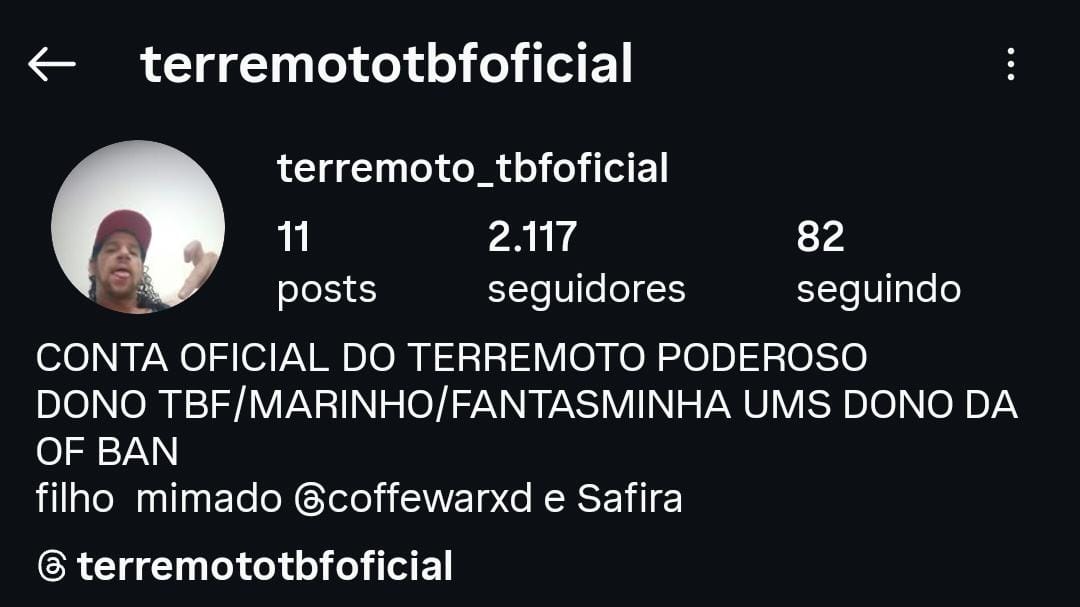 terremototbfoficial
terremoto_tbfoficial
11
2.117
82
posts
seguidores
seguindo
CONTA OFICIAL DO TERREMOTO PODEROSO
DONO TBF/MARINHO/FANTASMINHA UMS DONO DA
OF BAN
filho  mimado @coffewarxd e Safira
terremototbfoficial